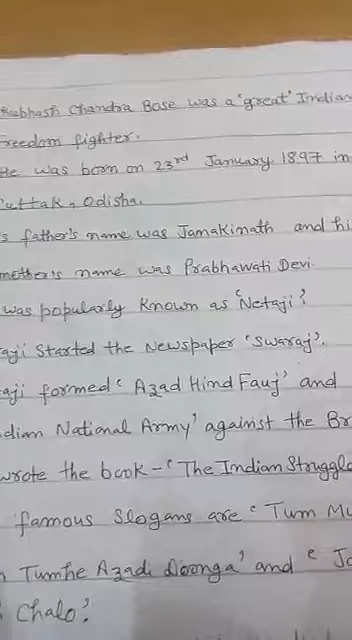 Subhash Chandra Bose was a 'great' Indian
freedom fighter.
He was born on 23rd January 1897 in
Cuttak, Odisha.
s father's name was Jamakinath and hi
mother's name was Prabhawati Devi.
was popularly Known as 'Netaji'.
aji Started the Newspaper 'Swaraj'.
aji formed 'Azad Hind Fauj' and
dian National Army' against the Br
wrote the book - 'The Indian Struggle
famous Slogans are 'Tum Mu
Tumhe Azadi doonga' and '
Chalo'.